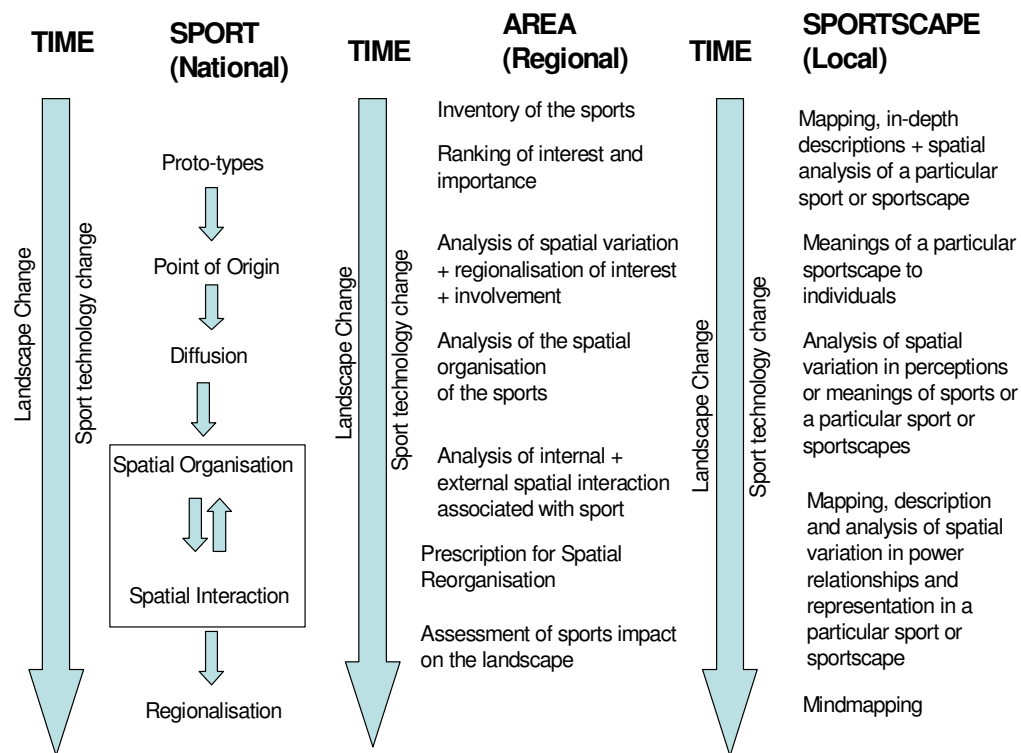 TIME
SPORT
(National)
Landscape Change
Sport technology change
Proto-types
Point of Origin
Diffusion
Spatial Organisation
Spatial Interaction
Regionalisation
TIME
AREA
(Regional)
Landscape Change
Sport technology change
Inventory of the sports
Ranking of interest and
importance
Analysis of spatial variation
+ regionalisation of interest
+ involvement
Analysis of the spatial
organisation
of the sports
Analysis of internal +
external spatial interaction
associated with sport
Prescription for Spatial
Reorganisation
Assessment of sports impact
on the landscape
TIME
SPORTSCAPE
(Local)
Landscape Change
Sport technology change
Mapping, in-depth
descriptions + spatial
analysis of a particular
sport or sportscape
Meanings of a particular
sportscape to
individuals
Analysis of spatial
variation in perceptions
or meanings of sports or
a particular sport or
sportscapes
Mapping, description
and analysis of spatial
variation in power
relationships and
representation in a
particular sport or
sportscape
Mindmapping